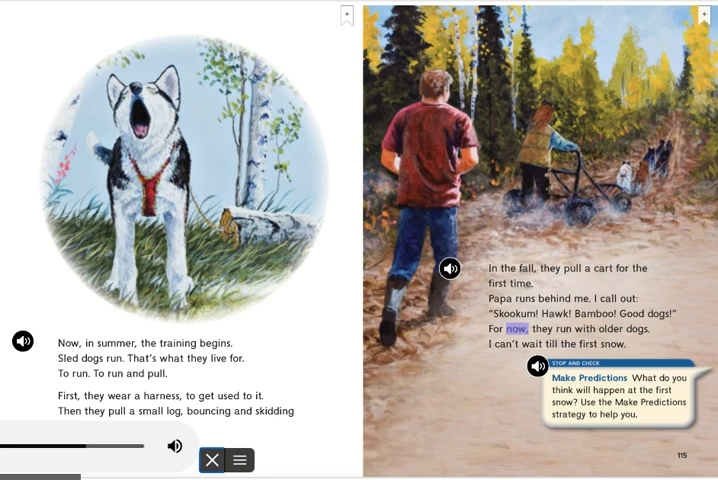 Now, in summer, the training begins.
Sled dogs run. That's what they live for.
To run. To run and pull.
First, they wear a harness, to get used to it.
Then they pull a small log, bouncing and skidding
In the fall, they pull a cart for the
first time.
Papa runs behind me. I call out:
"Skookum! Hawk! Bamboo! Good dogs!"
For now, they run with older dogs.
I can't wait till the first snow.
STOP AND CHECK
Make Predictions What do you
think will happen at the first
snow? Use the Make Predictions
strategy to help you.
115